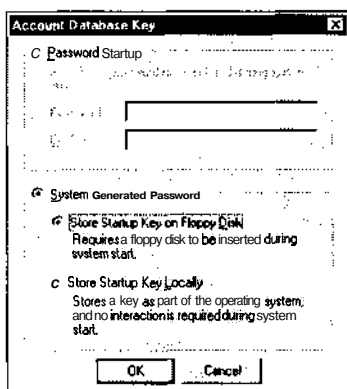 Account Database Key
Password Startup
System Generated Password
Store Startup Key on Floppy Disk
Requires a floppy disk to be inserted during
system start.
Store Startup Key Locally
Stores a key as part of the operating system,
and no interaction is required during system
start.
OK Cancel